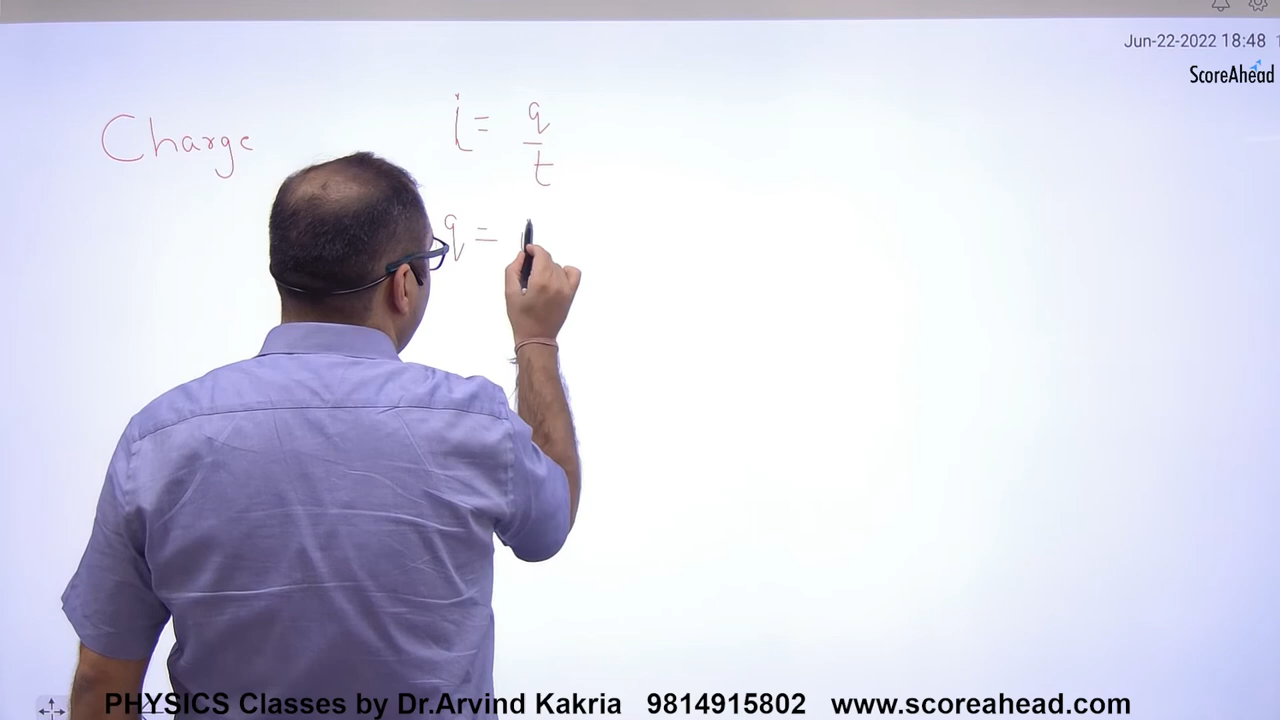 Jun-22-2022 18:48
ScoreAhead
Charge
i = q
t
q =
PHYSICS Classes by Dr.Arvind Kakria 9814915802 www.scoreahead.com